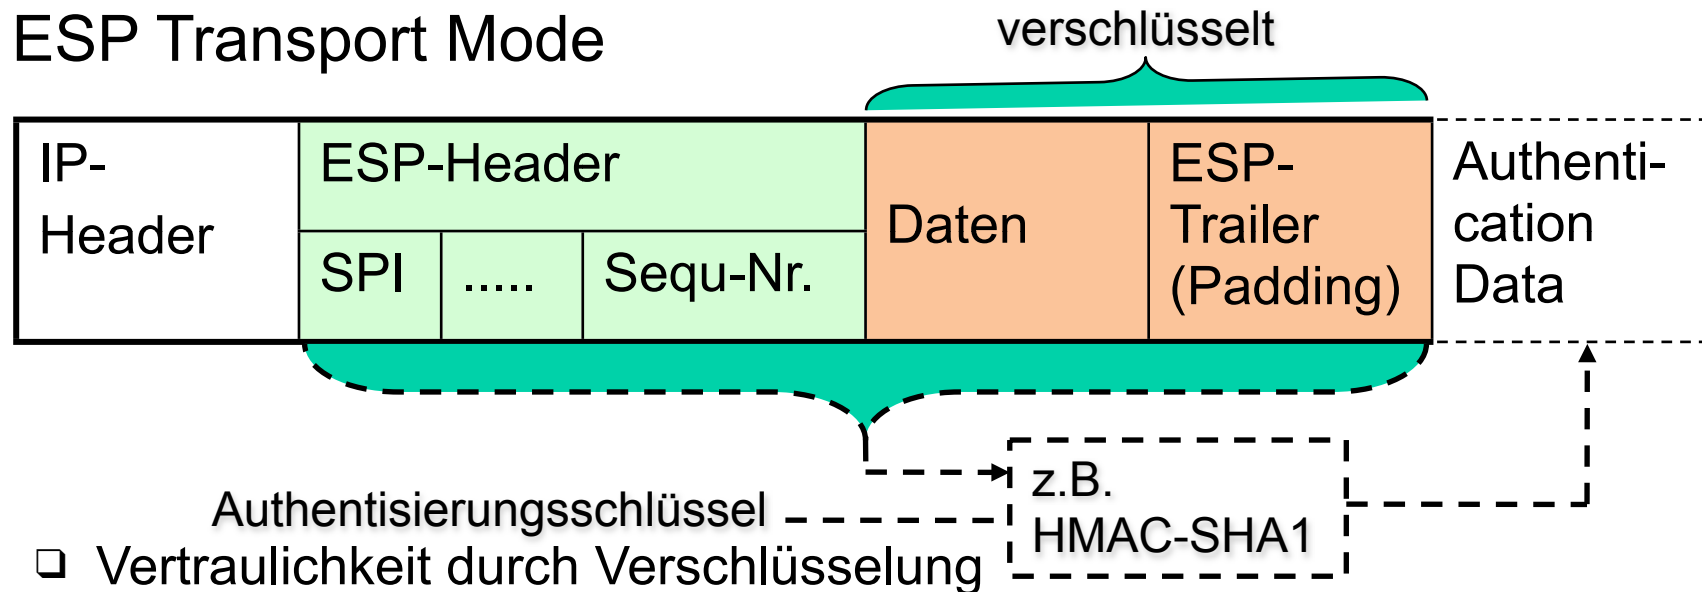 ESP Transport Mode
verschlüsselt
IP-
Header
ESP-Header
SPI
.....
Sequ-Nr.
Daten
ESP-
Trailer
(Padding)
Authenti-
cation
Data
z.B.
HMAC-SHA1
Authentisierungsschlüssel
❑ Vertraulichkeit durch Verschlüsselung